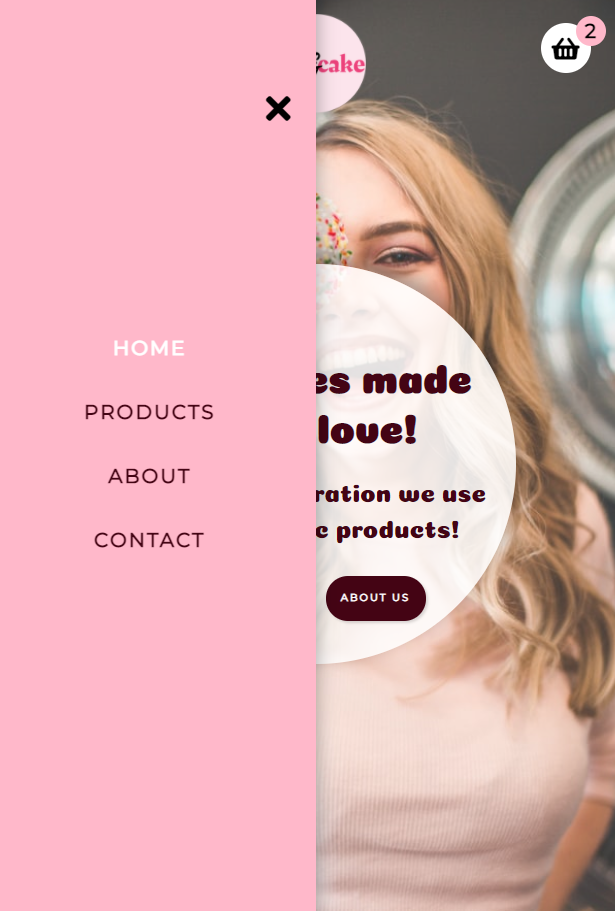 cake
2
HOME
PRODUCTS
ABOUT
CONTACT
es made
love!
ration we use
c products!
ABOUT US